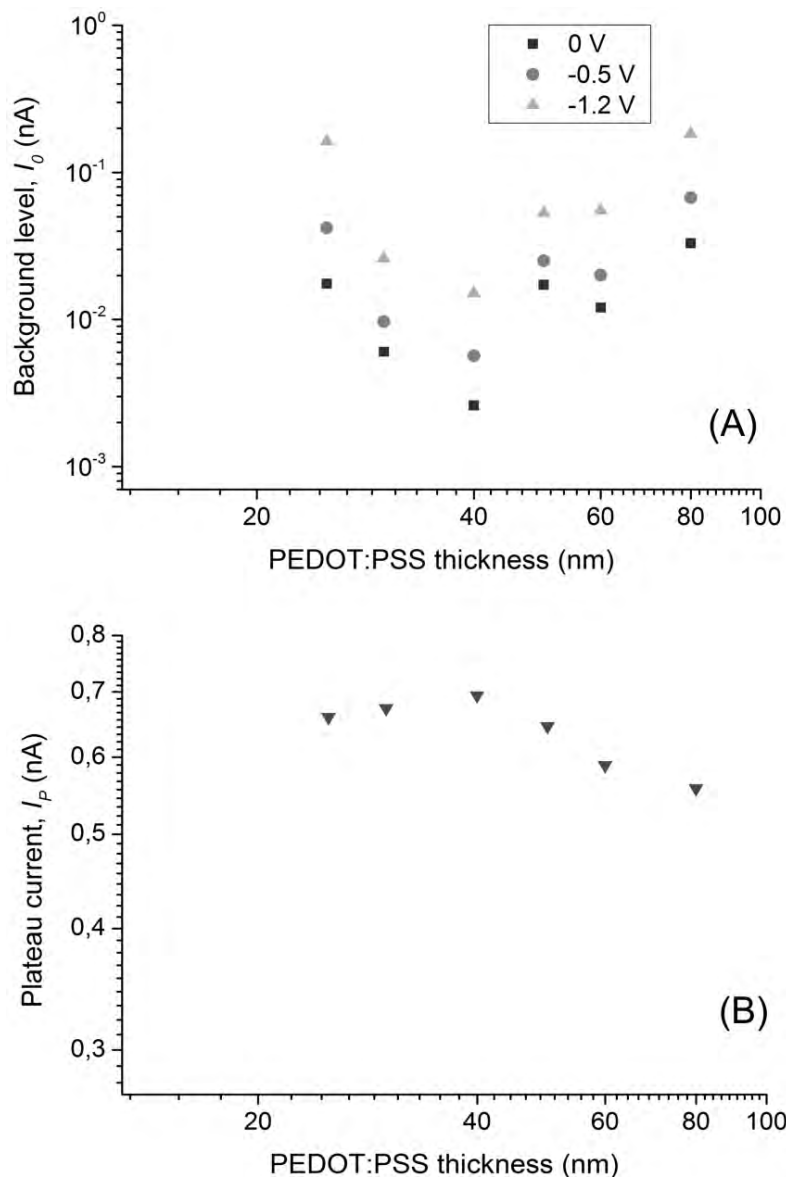 10⁰
0 V
-0.5 V
-1.2 V
10⁻¹
10⁻²
10⁻³
Background level, I₀ (nA)
(A)
20 40 60 80 100
PEDOT:PSS thickness (nm)
0,8
0,7
0,6
0,5
0,4
0,3
Plateau current, Iₚ (nA)
(B)
20 40 60 80 100
PEDOT:PSS thickness (nm)